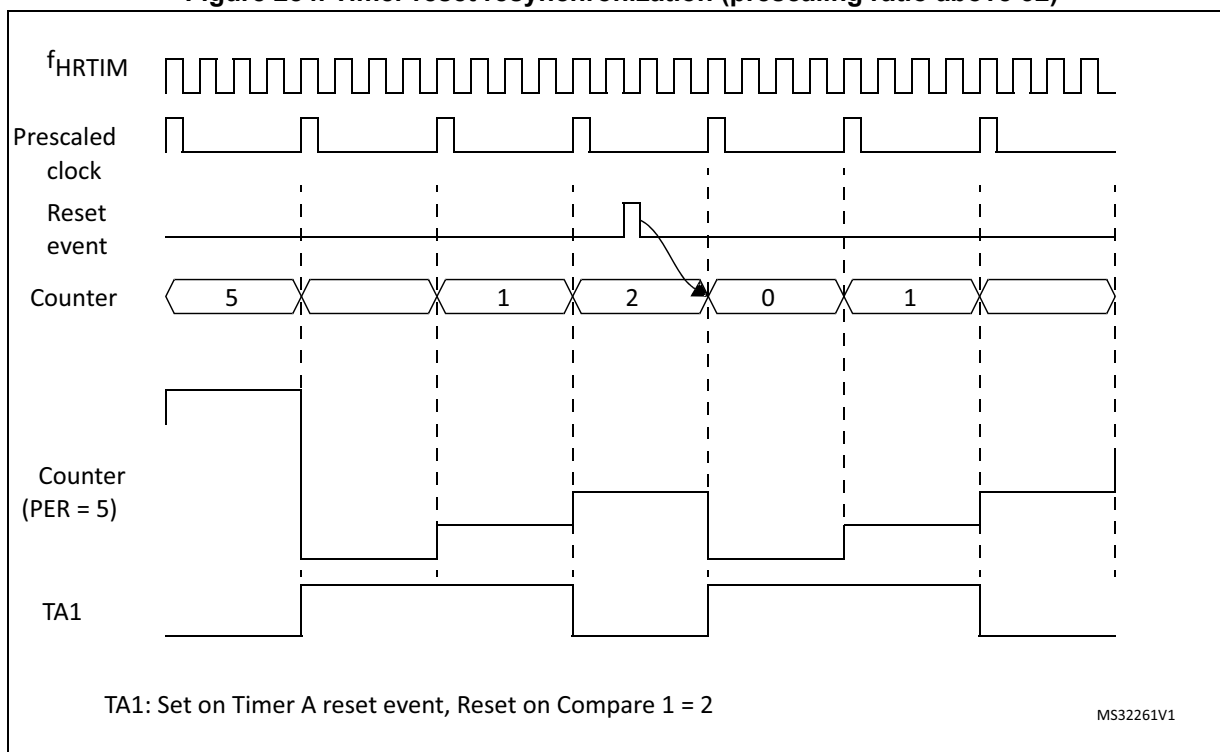 fHRTIM
Prescaled
clock
Reset
event
Counter
5
1
2
0
1
Counter
(PER = 5)
TA1
TA1: Set on Timer A reset event, Reset on Compare 1 = 2
MS32261V1